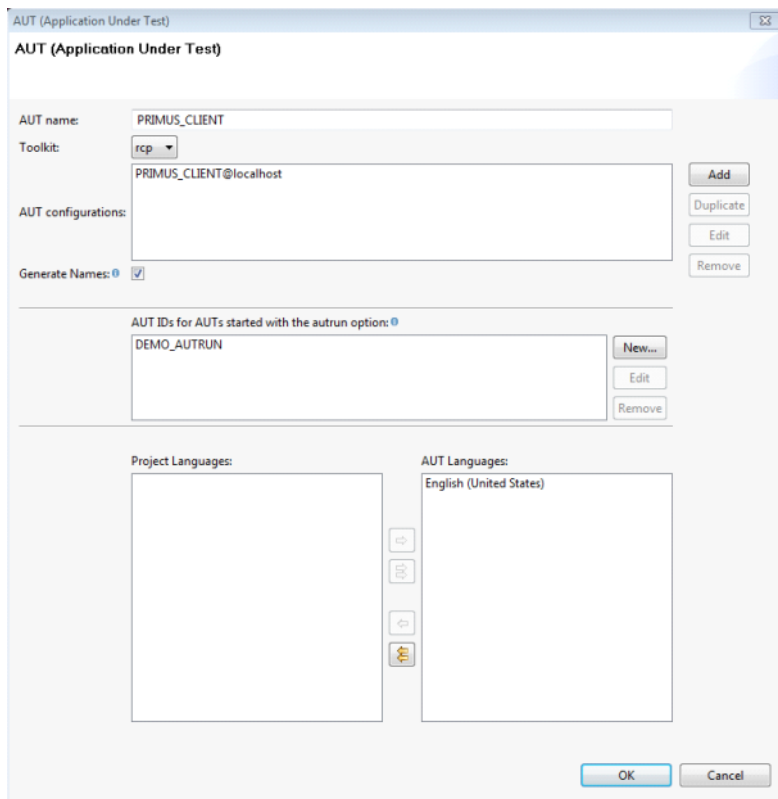 AUT (Application Under Test)
AUT (Application Under Test)
AUT name: PRIMUS_CLIENT
Toolkit: rcp
PRIMUS_CLIENT@localhost
Add
AUT configurations:
Duplicate
Edit
Remove
Generate Names:
AUT IDs for AUTs started with the autrun option:
DEMO_AUTRUN
New...
Edit
Remove
Project Languages: AUT Languages:
English (United States)
OK Cancel